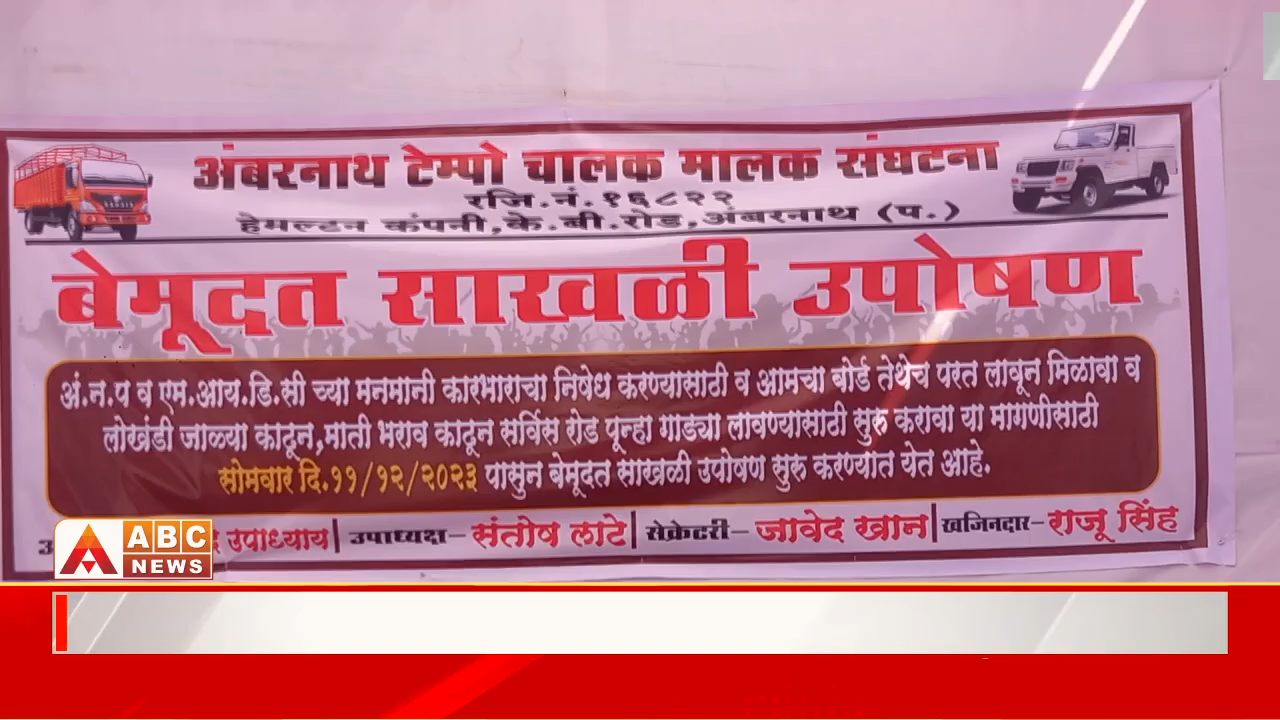 अंबरनाथ टेम्पो चालक मालक संघटना
रजि.नं.१६८२२
हेमल्टन कंपनी,के.बी.रोड,अंबरनाथ (प.)
बेमूदत साखळी उपोषण
अं.न.प व एम.आय.डि.सी च्या मनमानी कारभाराचा निषेध करण्यासाठी व आमचा बोर्ड तेथेच परत लावून मिळावा व
लोखंडी जाळ्या काढून,माती भराव काढून सर्विस रोड पून्हा गाड्या लावण्यासाठी सुरु करावा या मागणीसाठी
सोमवार दि.११/१२/२०२३ पासुन बेमूदत साखळी उपोषण सुरु करण्यात येत आहे.
उपाध्याय | उपाध्यक्ष– संतोष लाटे | सेक्रेटरी– जावेद खान | खजिनदार– राजू सिंह
ABC
NEWS